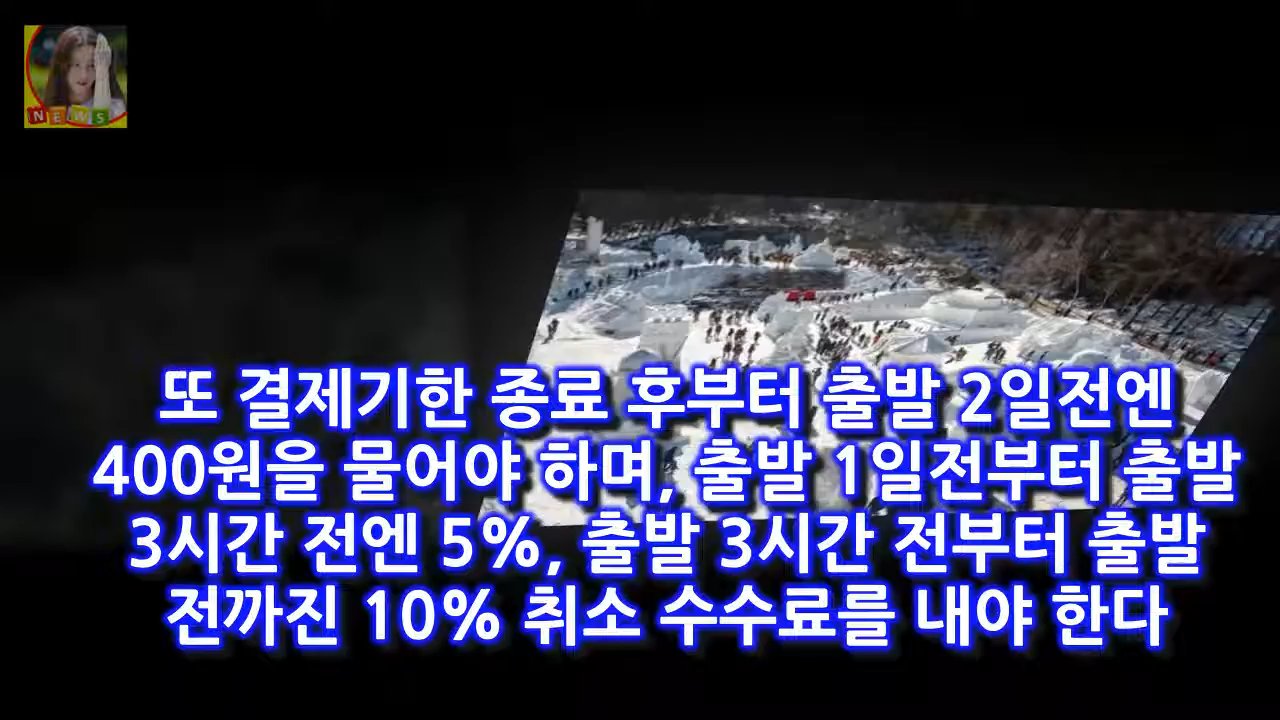 NEWS
또 결제기한 종료 후부터 출발 2일전엔
400원을 물어야 하며, 출발 1일전부터 출발
3시간 전엔 5%, 출발 3시간 전부터 출발
전까진 10% 취소 수수료를 내야 한다